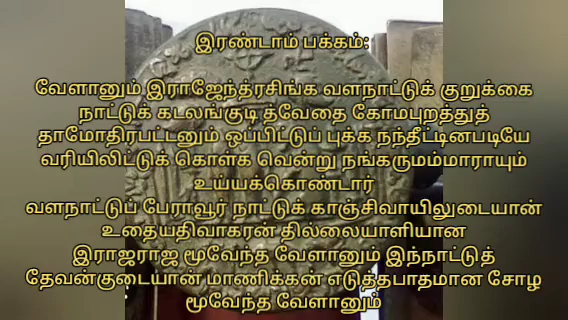 இரண்டாம் பக்கம்:
வேளானும் இராஜேந்த்ரசிங்க வளநாட்டுக் குறுக்கை
நாட்டுக் கடலங்குடி த்வேதை கோமபுறத்துத்
தாமோதிரபட்டனும் ஒப்பிட்டுப் புக்க நந்தீட்டினபடியே
வரியிலிட்டுக் கொள்க வென்று நங்கருமம்மாராயும்
உய்யக்கொண்டார்
வளநாட்டுப் பேராவூர் நாட்டுக் காஞ்சிவாயிலுடையான்
உதையதிவாகரன் தில்லையாளியான
இராஜராஜ மூவேந்த வேளானும் இந்நாட்டுத்
தேவன்குடையான் மாணிக்கன் எடுத்தபாதமான சோழ
மூவேந்த வேளானும்